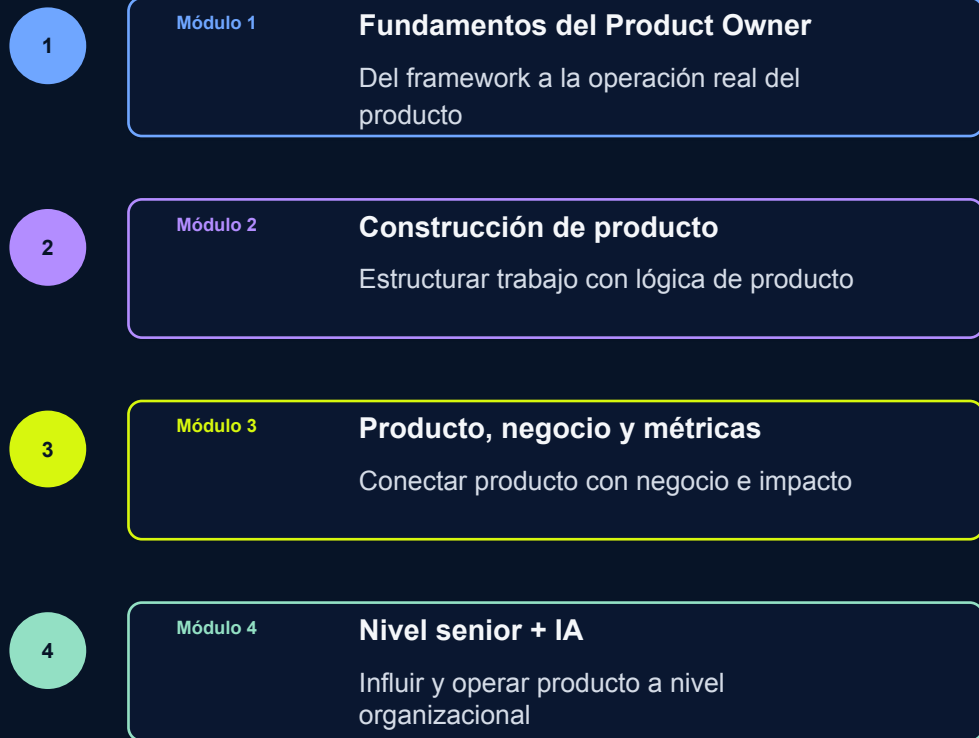 1
Módulo 1
Fundamentos del Product Owner
Del framework a la operación real del
producto
2
Módulo 2
Construcción de producto
Estructurar trabajo con lógica de producto
3
Módulo 3
Producto, negocio y métricas
Conectar producto con negocio e impacto
4
Módulo 4
Nivel senior + IA
Influir y operar producto a nivel
organizacional